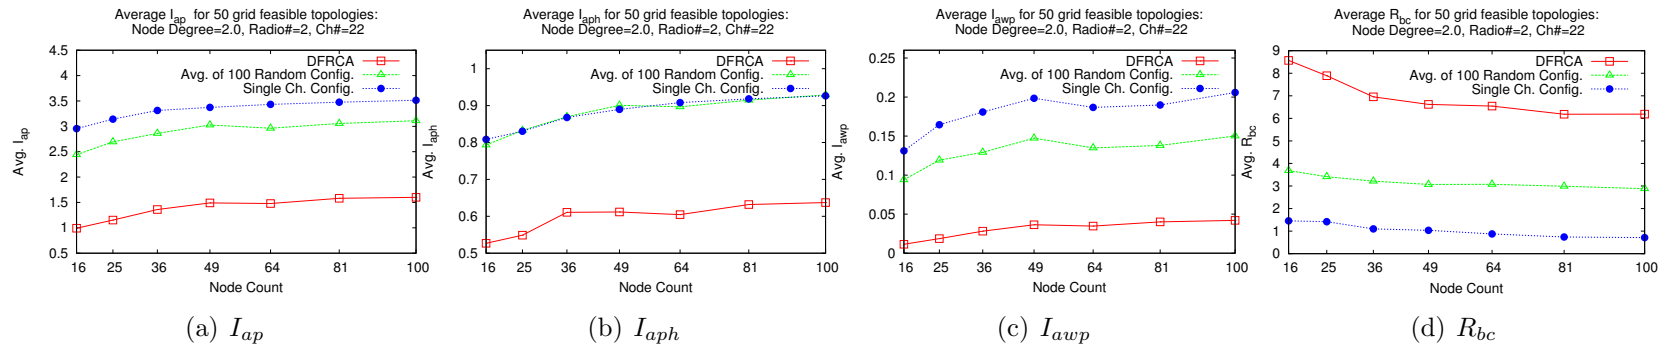 Average I_ap for 50 grid feasible topologies:
Node Degree=2.0, Radio#=2, Ch#=22
DFRCA
Avg. of 100 Random Config.
Single Ch. Config.
Avg. I_ap
4.5
4
3.5
3
2.5
2
1.5
1
0.5
16 25 36 49 64 81 100
Node Count
(a) I_ap
Average I_aph for 50 grid feasible topologies:
Node Degree=2.0, Radio#=2, Ch#=22
DFRCA
Avg. of 100 Random Config.
Single Ch. Config.
Avg. I_aph
1
0.9
0.8
0.7
0.6
0.5
16 25 36 49 64 81 100
Node Count
(b) I_aph
Average I_awp for 50 grid feasible topologies:
Node Degree=2.0, Radio#=2, Ch#=22
DFRCA
Avg. of 100 Random Config.
Single Ch. Config.
Avg. I_awp
0.25
0.2
0.15
0.1
0.05
0
16 25 36 49 64 81 100
Node Count
(c) I_awp
Average R_bc for 50 grid feasible topologies:
Node Degree=2.0, Radio#=2, Ch#=22
DFRCA
Avg. of 100 Random Config.
Single Ch. Config.
Avg. R_bc
9
8
7
6
5
4
3
2
1
0
16 25 36 49 64 81 100
Node Count
(d) R_bc